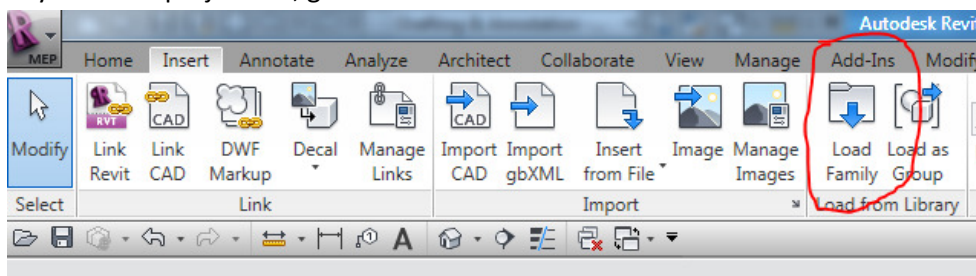 Autodesk Revi
MEP Home Insert Annotate Analyze Architect Collaborate View Manage Add-Ins Modify
Modify Link Link DWF Decal Manage Import Import Insert Image Manage Load Load as
Revit CAD Markup Links CAD gbXML from File Images Family Group
RVT CAD CAD
Select Link Import Load from Library
A